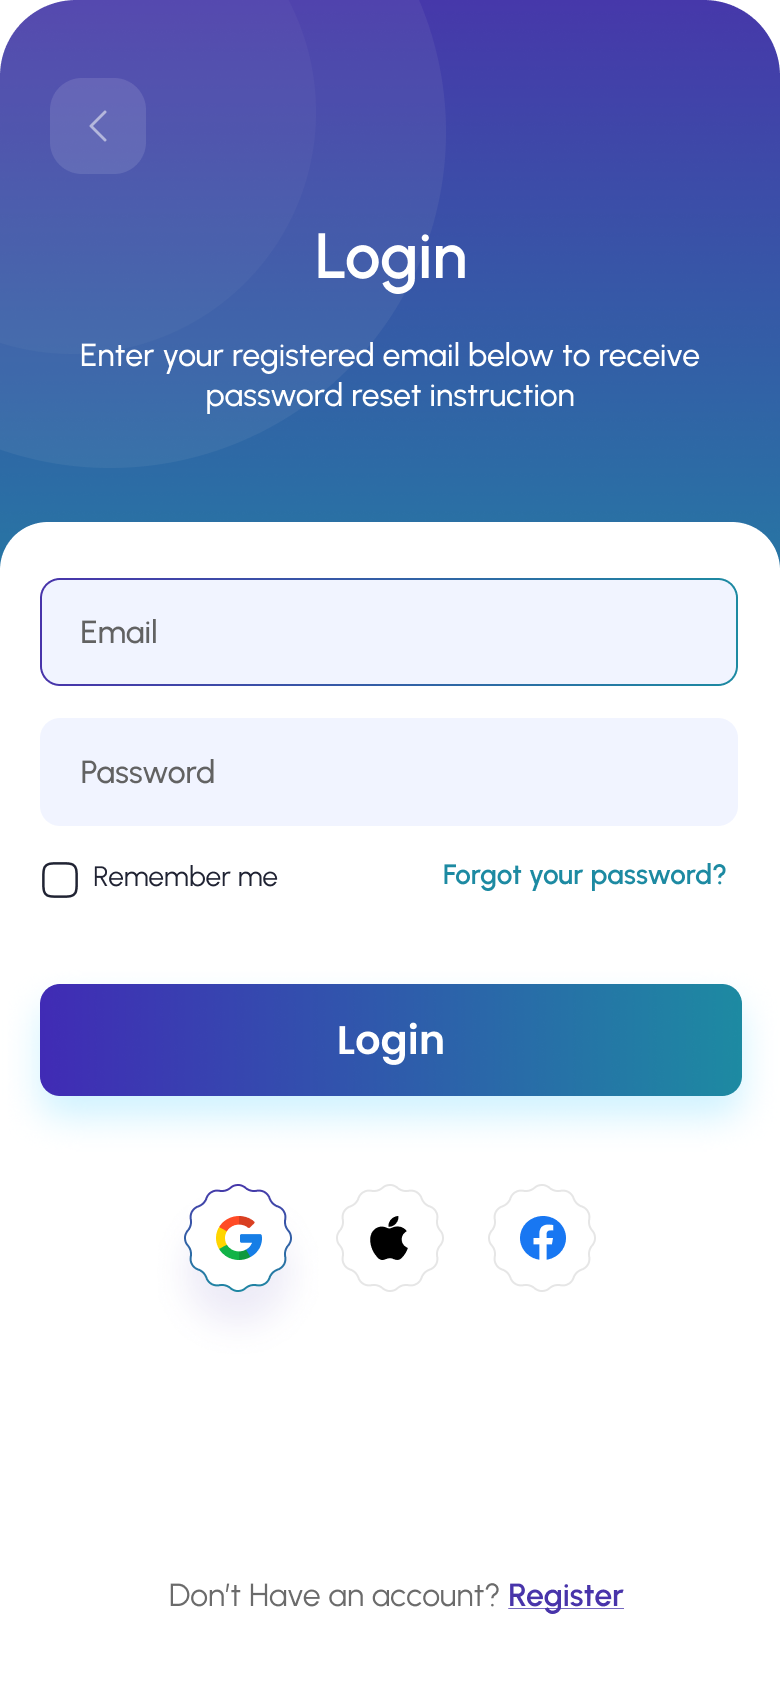 Login
Enter your registered email below to receive
password reset instruction
Email
Password
Remember me
Forgot your password?
Login
Don't Have an account? Register